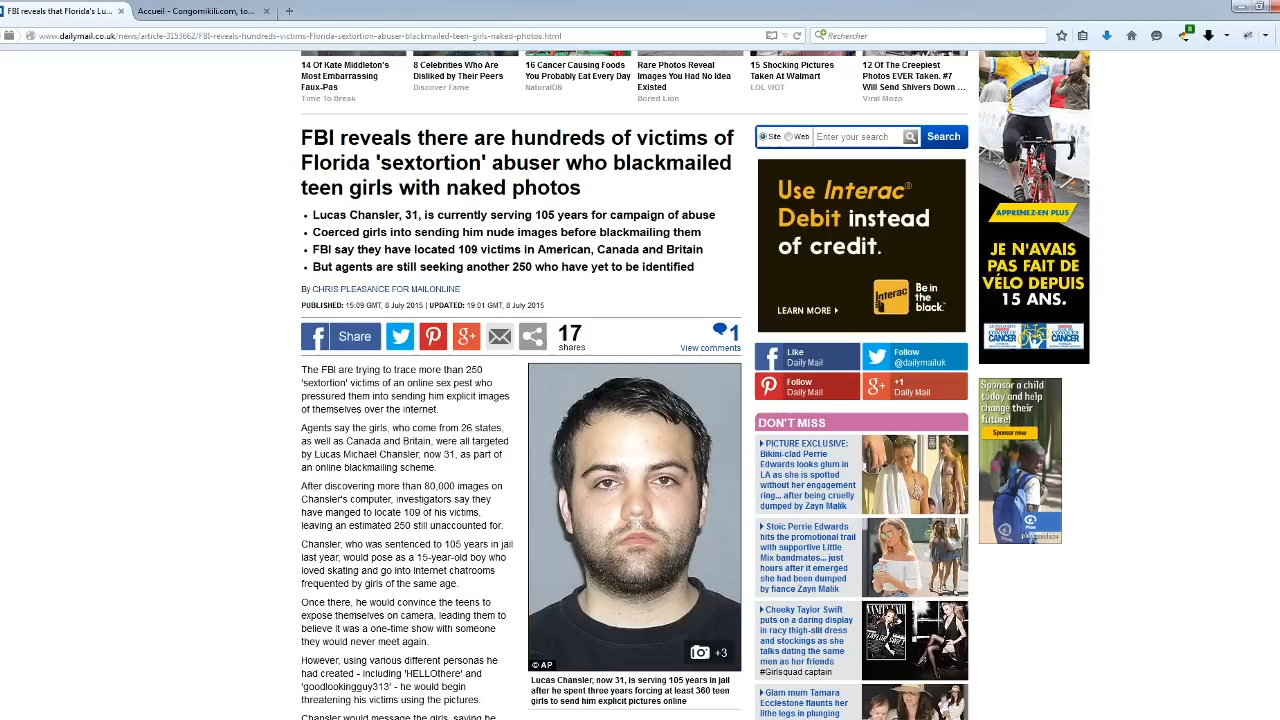 FBI reveals that Florida's Lu...
Accueil - Congomikili.com, to...
www.dailymail.co.uk/news/article-3153662/FBI-reveals-hundreds-victims-Florida-sextortion-abuser-blackmailed-teen-girls-naked-photos.html
Rechercher
8
14 Of Kate Middleton's
Most Embarrassing
Faux-Pas
Time To Break
8 Celebrities Who Are
Disliked by Their Peers
Discover Fame
16 Cancer Causing Foods
You Probably Eat Every Day
NaturalON
Rare Photos Reveal
Images You Had No Idea
Existed
Bored Lion
15 Shocking Pictures
Taken At Walmart
LOL WOT
12 Of The Creepiest
Photos EVER Taken. #7
Will Send Shivers Down ...
Viral Mozo
FBI reveals there are hundreds of victims of
Florida 'sextortion' abuser who blackmailed
teen girls with naked photos
• Lucas Chansler, 31, is currently serving 105 years for campaign of abuse
• Coerced girls into sending him nude images before blackmailing them
• FBI say they have located 109 victims in American, Canada and Britain
• But agents are still seeking another 250 who have yet to be identified
By CHRIS PLEASANCE FOR MAILONLINE
PUBLISHED: 15:09 GMT, 8 July 2015 | UPDATED: 19:01 GMT, 8 July 2015
Share
17
shares
1
View comments
The FBI are trying to trace more than 250
'sextortion' victims of an online sex pest who
pressured them into sending him explicit images
of themselves over the internet.
Agents say the girls, who come from 26 states,
as well as Canada and Britain, were all targeted
by Lucas Michael Chansler, now 31, as part of
an online blackmailing scheme.
After discovering more than 80,000 images on
Chansler's computer, investigators say they
have manged to locate 109 of his victims,
leaving an estimated 250 still unaccounted for.
Chansler, who was sentenced to 105 years in jail
last year, would pose as a 15-year-old boy who
loved skating and go into internet chatrooms
frequented by girls of the same age.
Once there, he would convince the teens to
expose themselves on camera, leading them to
believe it was a one-time show with someone
they would never meet again.
However, using various different personas he
had created - including 'HELLOthere' and
'goodlookingguy313' - he would begin
threatening his victims using the pictures.
Chansler would message the girls, saying he
+3
© AP
Lucas Chansler, now 31, is serving 105 years in jail
after he spent three years forcing at least 360 teen
girls to send him explicit pictures online
Site
Web
Enter your search
Search
Use Interac®
Debit instead
of credit.
LEARN MORE
Interac
Be in
the
black.™
Like
Daily Mail
Follow
@dailymailuk
Follow
Daily Mail
+1
Daily Mail
DON'T MISS
PICTURE EXCLUSIVE:
Bikini-clad Perrie
Edwards looks glum in
LA as she is spotted
without her engagement
ring... after being cruelly
dumped by Zayn Malik
Stoic Perrie Edwards
hits the promotional trail
with supportive Little
Mix bandmates... just
hours after it emerged
she had been dumped
by fiance Zayn Malik
Cheeky Taylor Swift
puts on a daring display
in racy thigh-slit dress
and stockings as she
talks dating the same
men as her friends
#Girlsquad captain
VANITY FAIR
TAYLOR SWIFT
Glam mum Tamara
Ecclestone flaunts her
lithe legs in plunging
APPRENEZ-EN PLUS
JE N'AVAIS
PAS FAIT DE
VÉLO DEPUIS
15 ANS.
CANCER
CANCER
Sponsor a child
today and help
change their
future!
Sponsor now
Plan